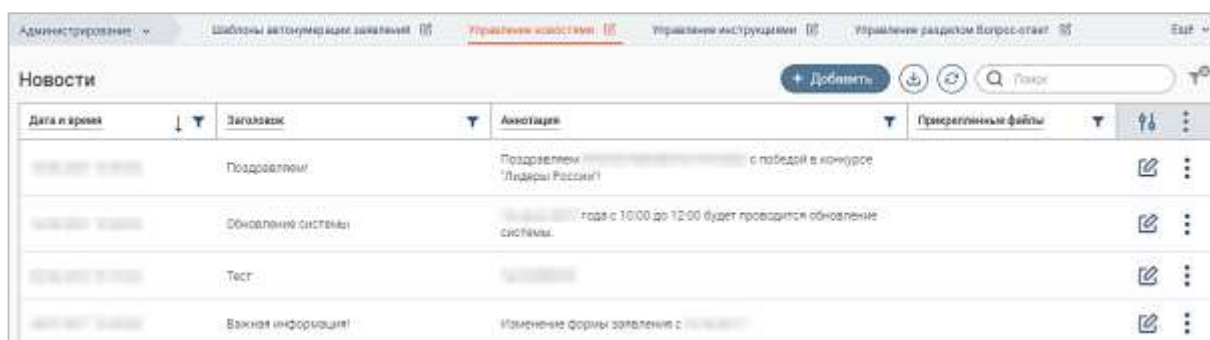 Администрирование
Шаблоны автонумерации заявлений
Управление новостями
Управление инструкциями
Управление разделом Вопрос-ответ
Ещё
Новости
+ Добавить
Поиск
Дата и время
Заголовок
Аннотация
Прикрепленные файлы
Поздравляем!
Поздравляем с победой в конкурсе
"Лидеры России"!
Обновление системы
года с 10:00 до 12:00 будет проводится обновление
системы.
Тест
Важная информация!
Изменение формы заявления с